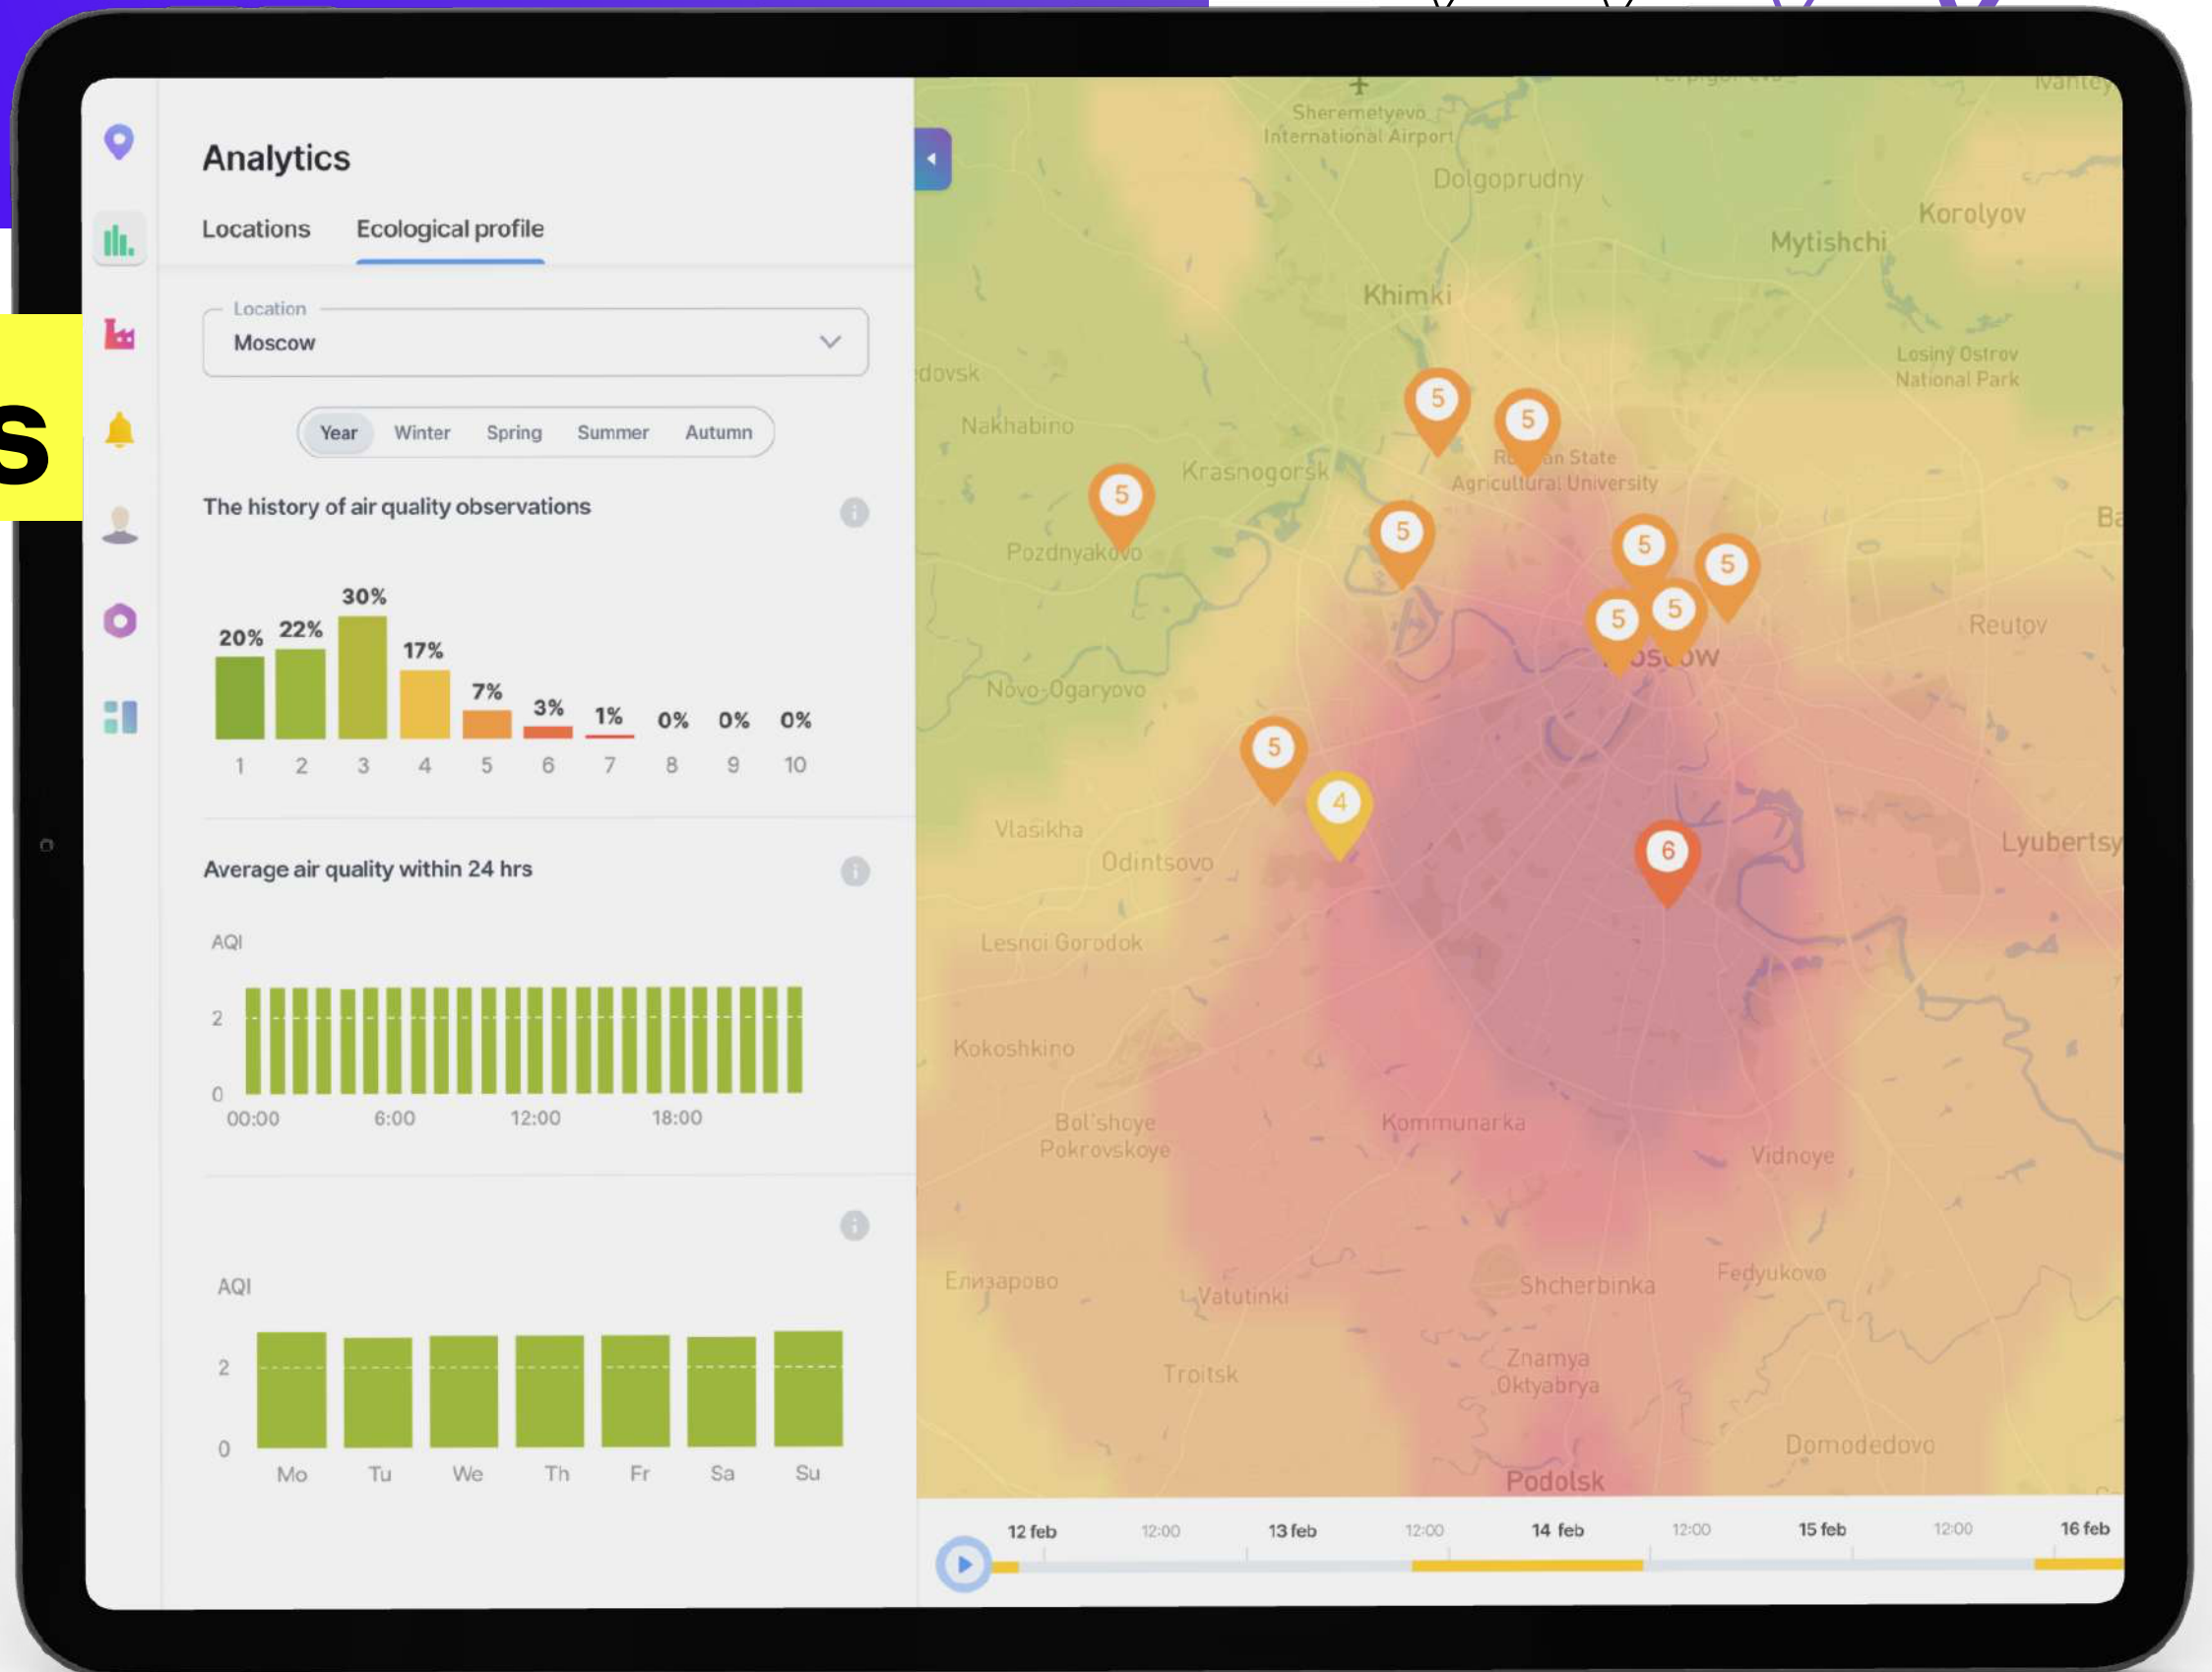 s
Analytics
Locations Ecological profile
Location
Moscow
Year Winter Spring Summer Autumn
The history of air quality observations
20% 22% 30% 17% 7% 3% 1% 0% 0% 0%
1 2 3 4 5 6 7 8 9 10
Average air quality within 24 hrs
AQI
2
0
00:00 6:00 12:00 18:00
AQI
2
0
Mo Tu We Th Fr Sa Su
Sheremetyevo
International Airport
Dolgoprudny
Korolyov
Mytishchi
Khimki
Losiny Ostrov
National Park
dovsk
5
5
Nakhabino
Krasnogorsk
Agricultural University
5
5
5
5
Pozdnyakovo
5
5
Reutov
Moscow
Novo-Ogaryovo
5
4
Vlasikha
Odintsovo
6
Lyubertsy
Lesnoi Gorodok
Kokoshkino
Bol'shoye
Pokrovskoye
Kommunarka
Vidnoye
Елизарово
Vatutinki
Shcherbinka
Fedyukovo
Troitsk
Znamya
Oktyabrya
Domodedovo
Podolsk
12 feb 12:00 13 feb 12:00 14 feb 12:00 15 feb 12:00 16 feb